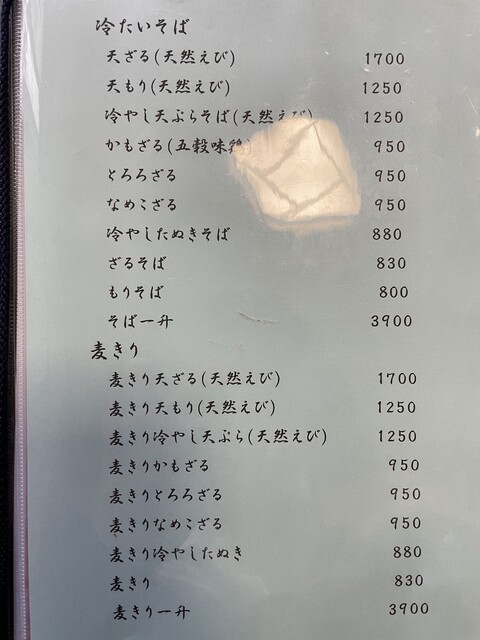 冷たいそば
天ざる(天然えび) 1700
天もり(天然えび) 1250
冷やし天ぷらそば(天然えび) 1250
かもざる(五穀味鶏) 950
とろろざる 950
なめこざる 950
冷やしたぬきそば 880
ざるそば 830
もりそば 800
そば一升 3900
麦きり
麦きり天ざる(天然えび) 1700
麦きり天もり(天然えび) 1250
麦きり冷やし天ぷら(天然えび) 1250
麦きりかもざる 950
麦きりとろろざる 950
麦きりなめこざる 950
麦きり冷やしたぬき 880
麦きり 830
麦きり一升 3900